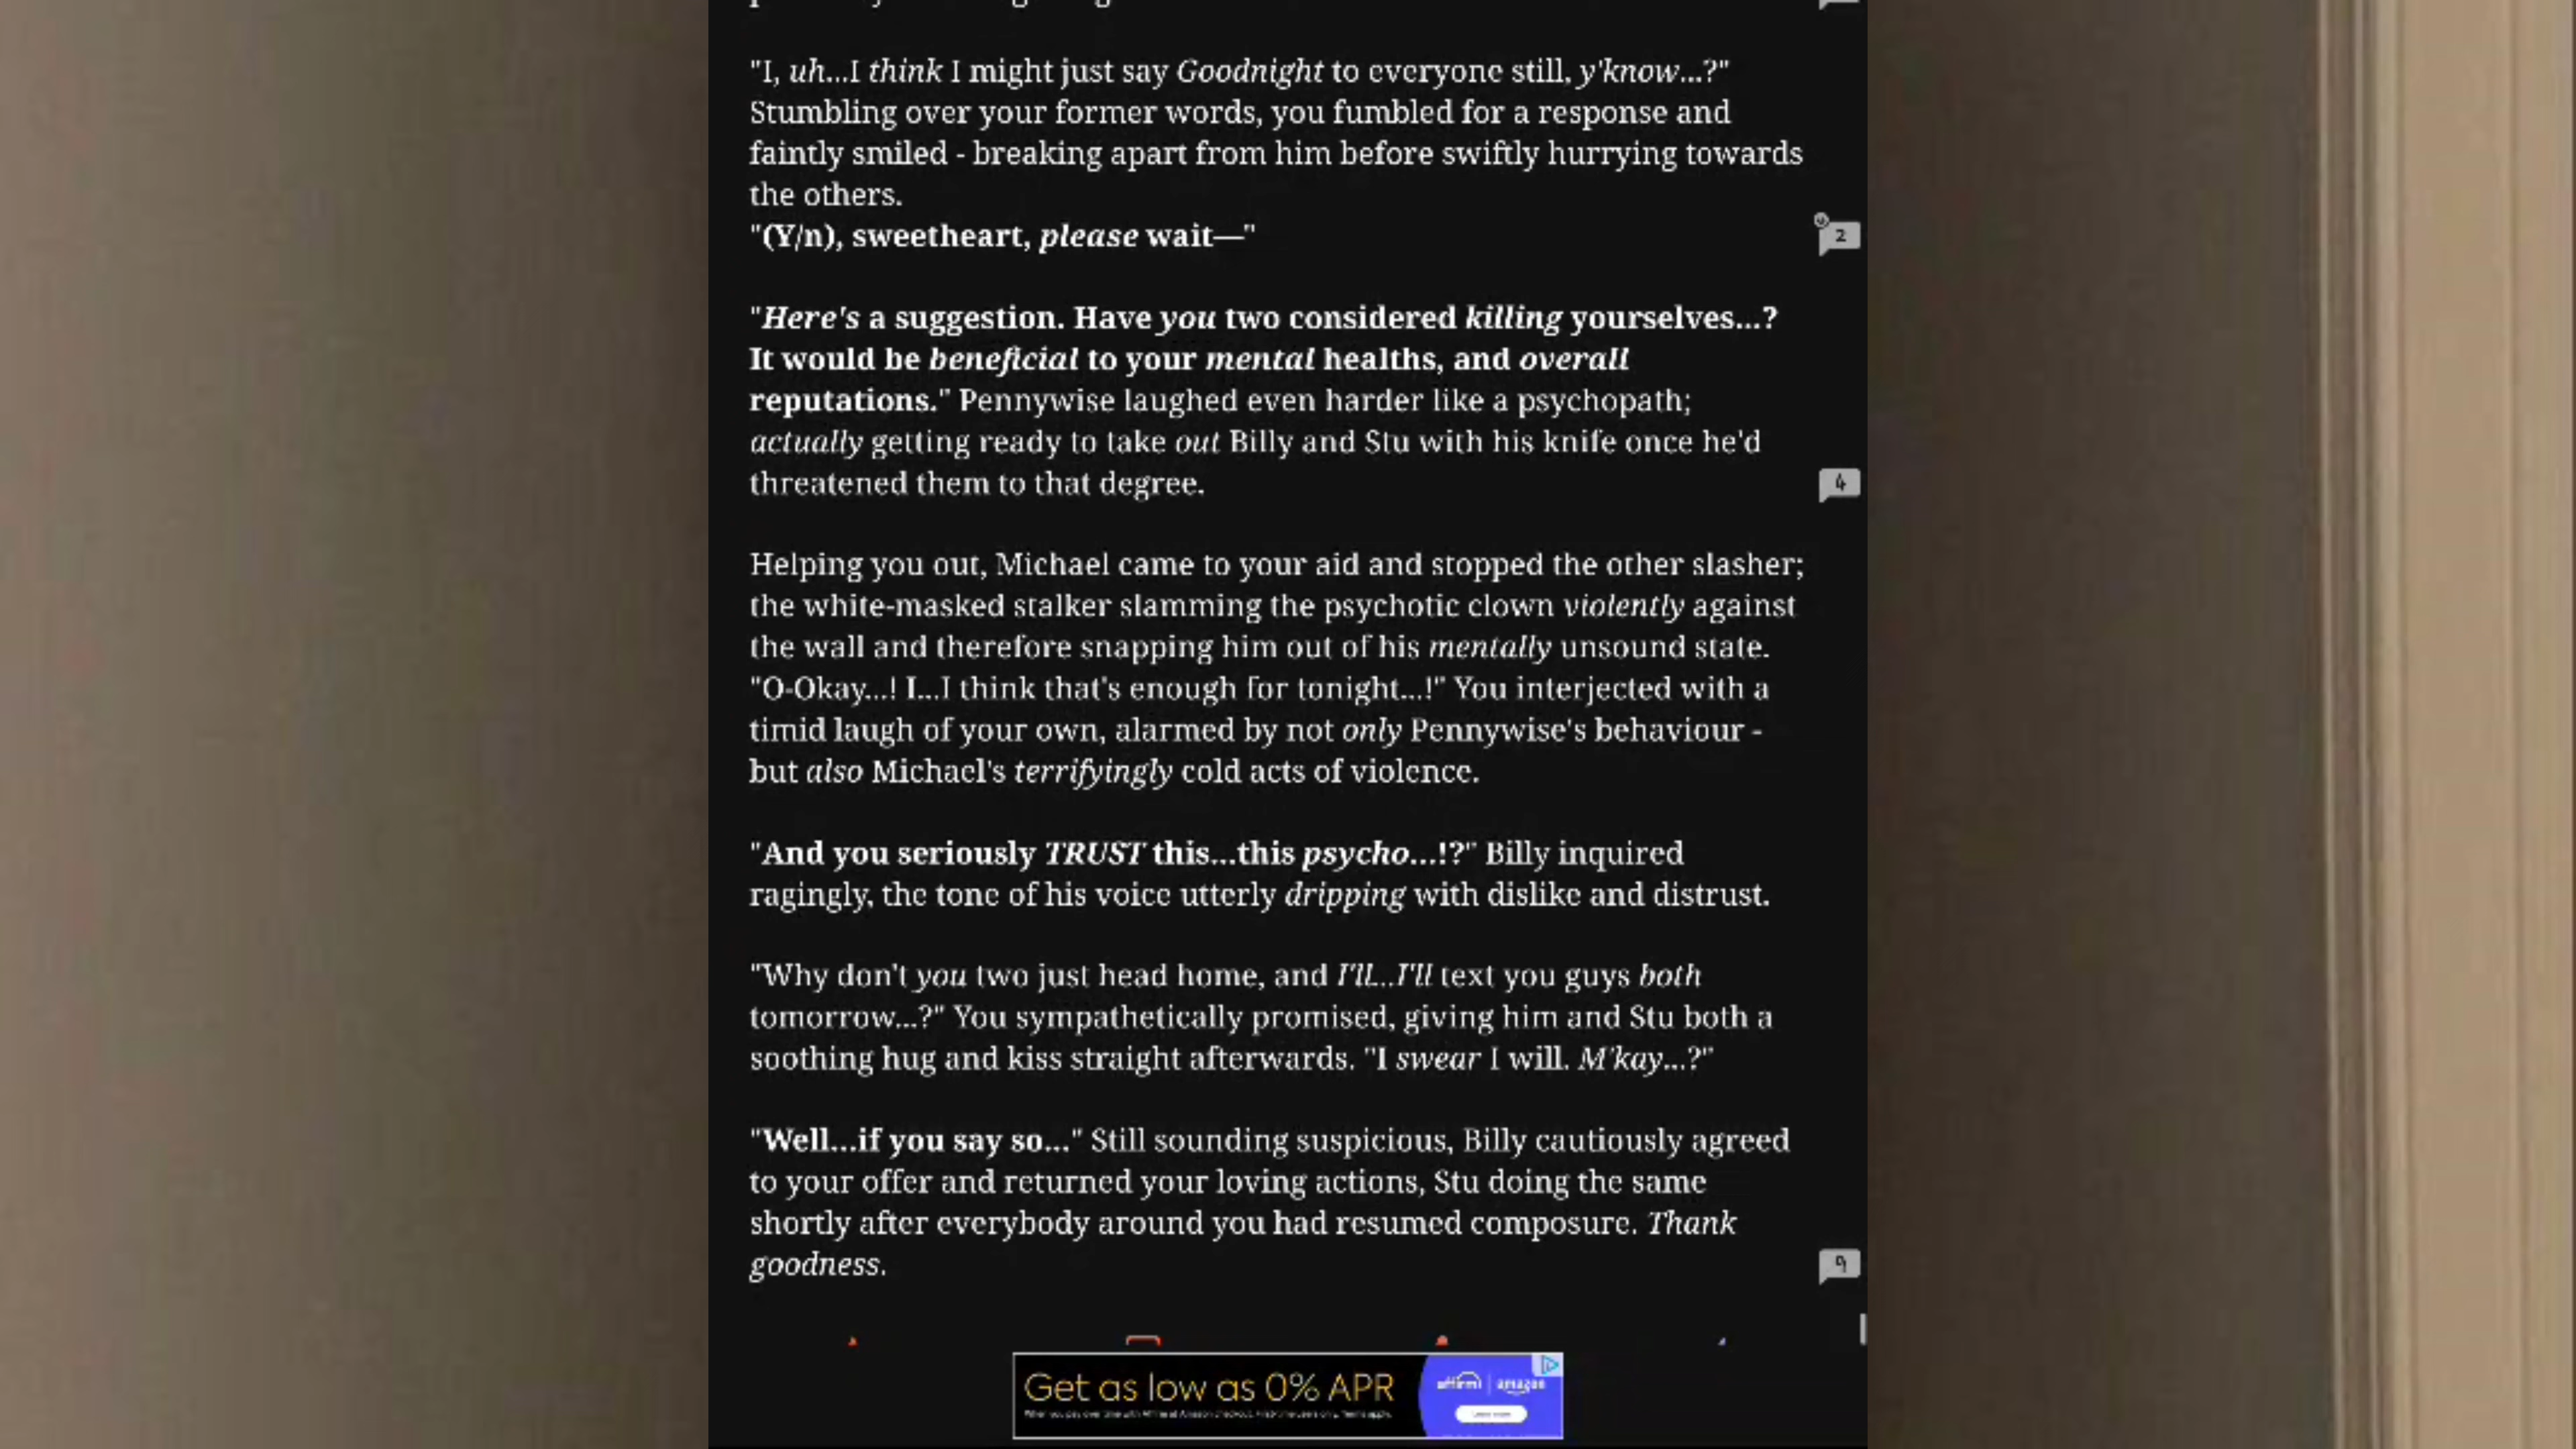 "I, uh...I think I might just say Goodnight to everyone still, y'know...?"
Stumbling over your former words, you fumbled for a response and
faintly smiled - breaking apart from him before swiftly hurrying towards
the others.
"(Y/n), sweetheart, please wait—"
2
"Here's a suggestion. Have you two considered killing yourselves...?
It would be beneficial to your mental healths, and overall
reputations." Pennywise laughed even harder like a psychopath;
actually getting ready to take out Billy and Stu with his knife once he'd
threatened them to that degree.
4
Helping you out, Michael came to your aid and stopped the other slasher;
the white-masked stalker slamming the psychotic clown violently against
the wall and therefore snapping him out of his mentally unsound state.
"O-Okay...! I...I think that's enough for tonight...!" You interjected with a
timid laugh of your own, alarmed by not only Pennywise's behaviour -
but also Michael's terrifyingly cold acts of violence.
"And you seriously TRUST this...this psycho...!?" Billy inquired
ragingly, the tone of his voice utterly dripping with dislike and distrust.
"Why don't you two just head home, and I'll...I'll text you guys both
tomorrow...?" You sympathetically promised, giving him and Stu both a
soothing hug and kiss straight afterwards. "I swear I will. M'kay...?"
"Well...if you say so..." Still sounding suspicious, Billy cautiously agreed
to your offer and returned your loving actions, Stu doing the same
shortly after everybody around you had resumed composure. Thank
goodness.
9
Get as low as 0% APR
affirm | amazon